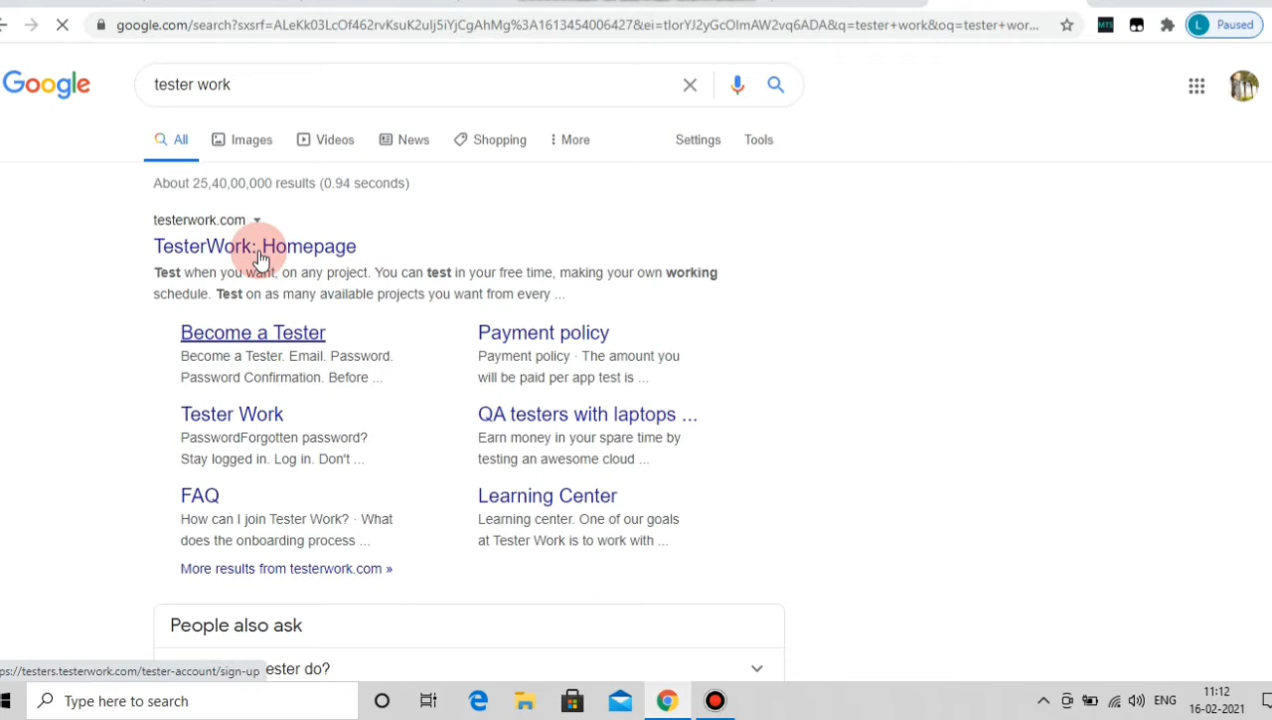 google.com/search?sxsrf=ALeKk03LcOf462rvKsuK2ulj5iYjCgAhMg%3A1613454006427&ei=tlorYJ2yGcOlmAW2vq6ADA&q=tester+work&oq=tester+wor...
L Paused
Google
tester work
All Images Videos News Shopping More Settings Tools
About 25,40,00,000 results (0.94 seconds)
testerwork.com
TesterWork: Homepage
Test when you want, on any project. You can test in your free time, making your own working
schedule. Test on as many available projects you want from every ...
Become a Tester
Become a Tester. Email. Password.
Password Confirmation. Before ...
Payment policy
Payment policy · The amount you
will be paid per app test is ...
Tester Work
PasswordForgotten password?
Stay logged in. Log in. Don't ...
QA testers with laptops ...
Earn money in your spare time by
testing an awesome cloud ...
FAQ
How can I join Tester Work? · What
does the onboarding process ...
Learning Center
Learning center. One of our goals
at Tester Work is to work with ...
More results from testerwork.com »
People also ask
ester do?
ps://testers.testerwork.com/tester-account/sign-up
Type here to search
ENG
11:12
16-02-2021